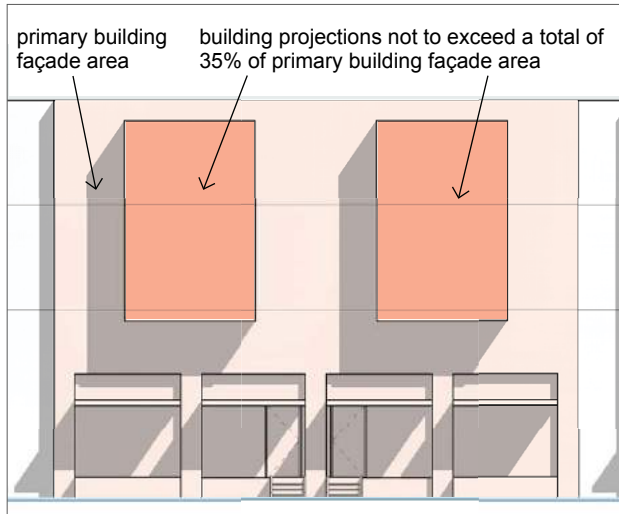 primary building
façade area
building projections not to exceed a total of
35% of primary building façade area